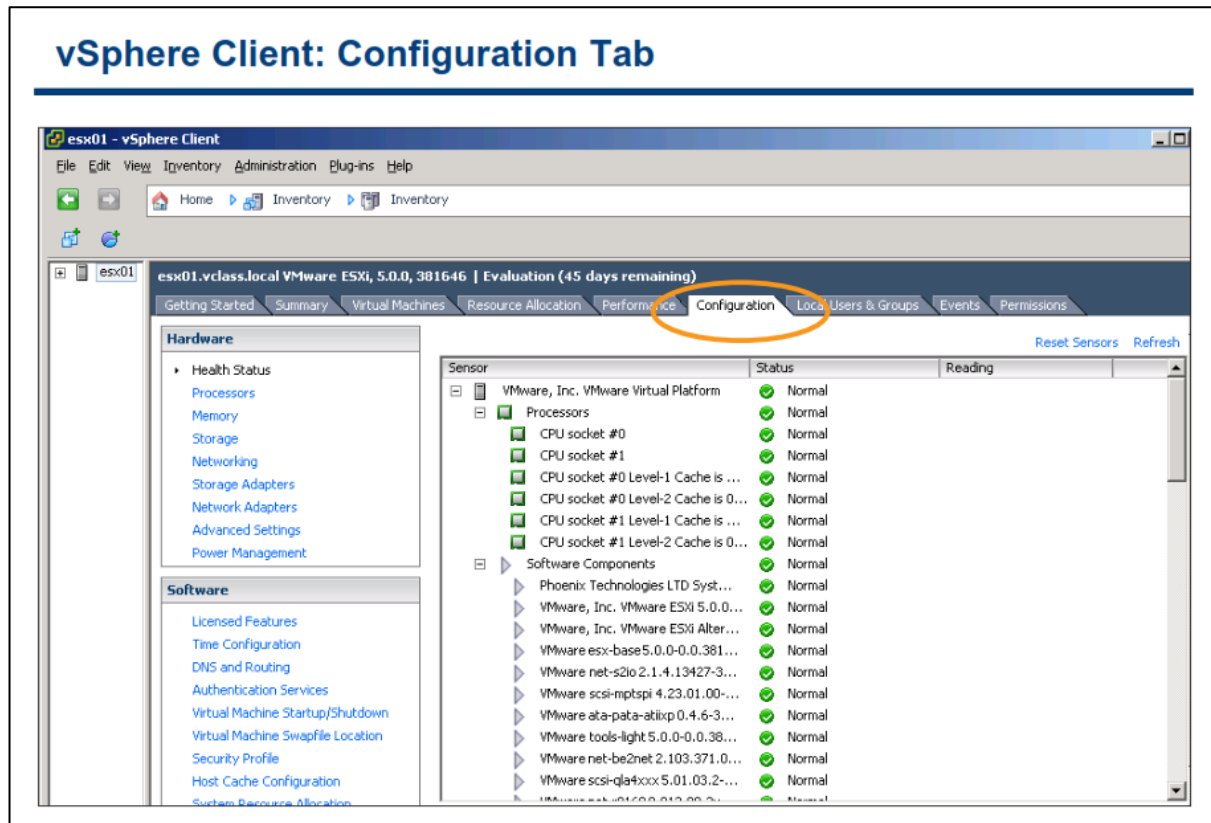 vSphere Client: Configuration Tab
esx01 - vSphere Client
File Edit View Inventory Administration Plug-ins Help
Home Inventory Inventory
esx01
esx01.vclass.local VMware ESXi, 5.0.0, 381646 | Evaluation (45 days remaining)
Getting Started Summary Virtual Machines Resource Allocation Performance Configuration Local Users & Groups Events Permissions
Hardware
Health Status
Processors
Memory
Storage
Networking
Storage Adapters
Network Adapters
Advanced Settings
Power Management
Software
Licensed Features
Time Configuration
DNS and Routing
Authentication Services
Virtual Machine Startup/Shutdown
Virtual Machine Swapfile Location
Security Profile
Host Cache Configuration
System Resource Allocation
Reset Sensors Refresh
Sensor Status Reading
VMware, Inc. VMware Virtual Platform Normal
Processors Normal
CPU socket #0 Normal
CPU socket #1 Normal
CPU socket #0 Level-1 Cache is ... Normal
CPU socket #0 Level-2 Cache is 0... Normal
CPU socket #1 Level-1 Cache is ... Normal
CPU socket #1 Level-2 Cache is 0... Normal
Software Components Normal
Phoenix Technologies LTD Syst... Normal
VMware, Inc. VMware ESXi 5.0.0... Normal
VMware, Inc. VMware ESXi Alter... Normal
VMware esx-base 5.0.0-0.0.381... Normal
VMware net-s2io 2.1.4.13427-3... Normal
VMware scsi-mptspi 4.23.01.00-... Normal
VMware ata-pata-atiixp 0.4.6-3... Normal
VMware tools-light 5.0.0-0.0.38... Normal
VMware net-be2net 2.103.371.0... Normal
VMware scsi-qla4xxx 5.01.03.2-... Normal